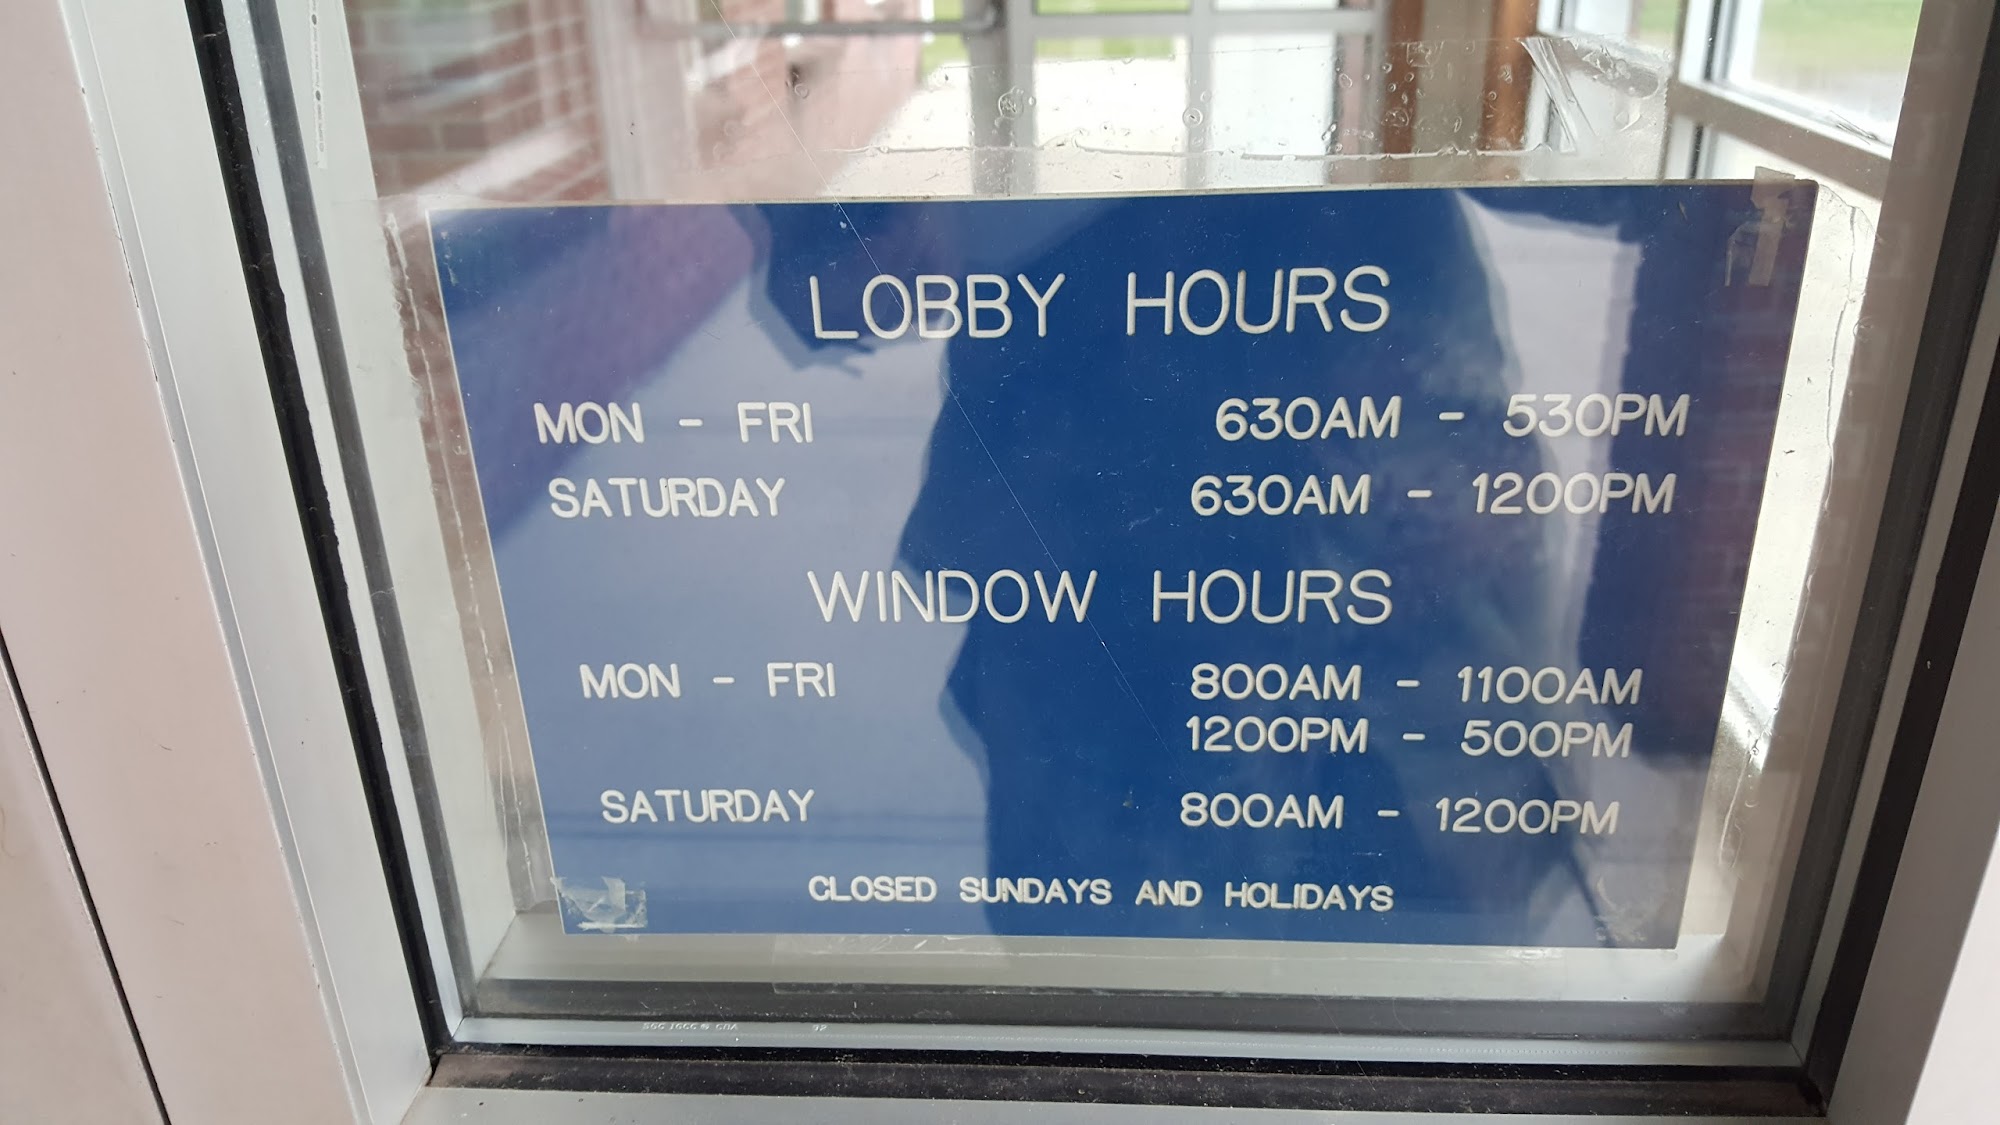 LOBBY HOURS
MON - FRI 630AM - 530PM
SATURDAY 630AM - 1200PM
WINDOW HOURS
MON - FRI 800AM - 1100AM
1200PM - 500PM
SATURDAY 800AM - 1200PM
CLOSED SUNDAYS AND HOLIDAYS